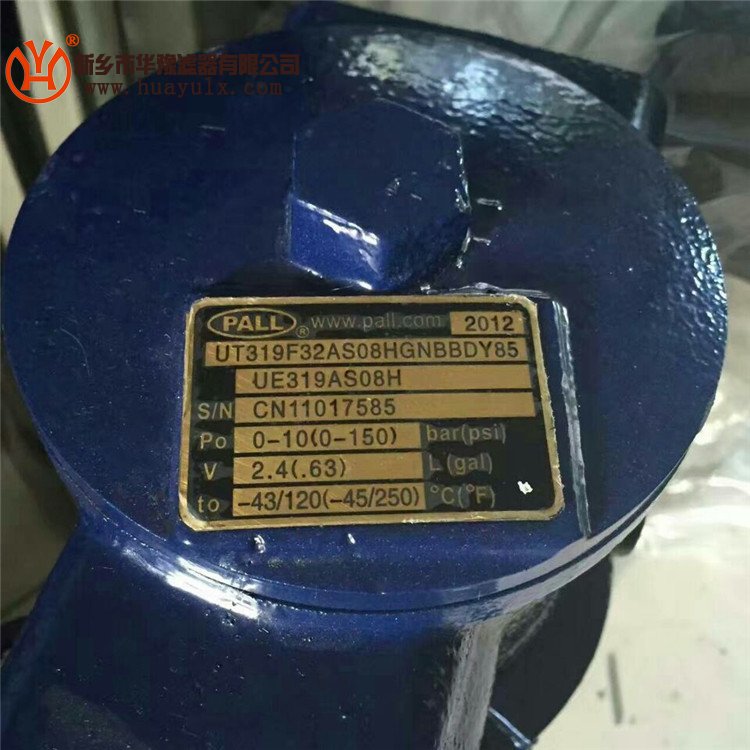 新乡市华豫滤器有限公司
www.huayulx.com
PALL ® www.pall.com 2012
UT319F32AS08HGNBBDY85
UE319AS08H
S/N CN11017585
Po 0-10(0-150) bar(psi)
V 2.4(.63) L(gal)
to -43/120(-45/250) °C(°F)